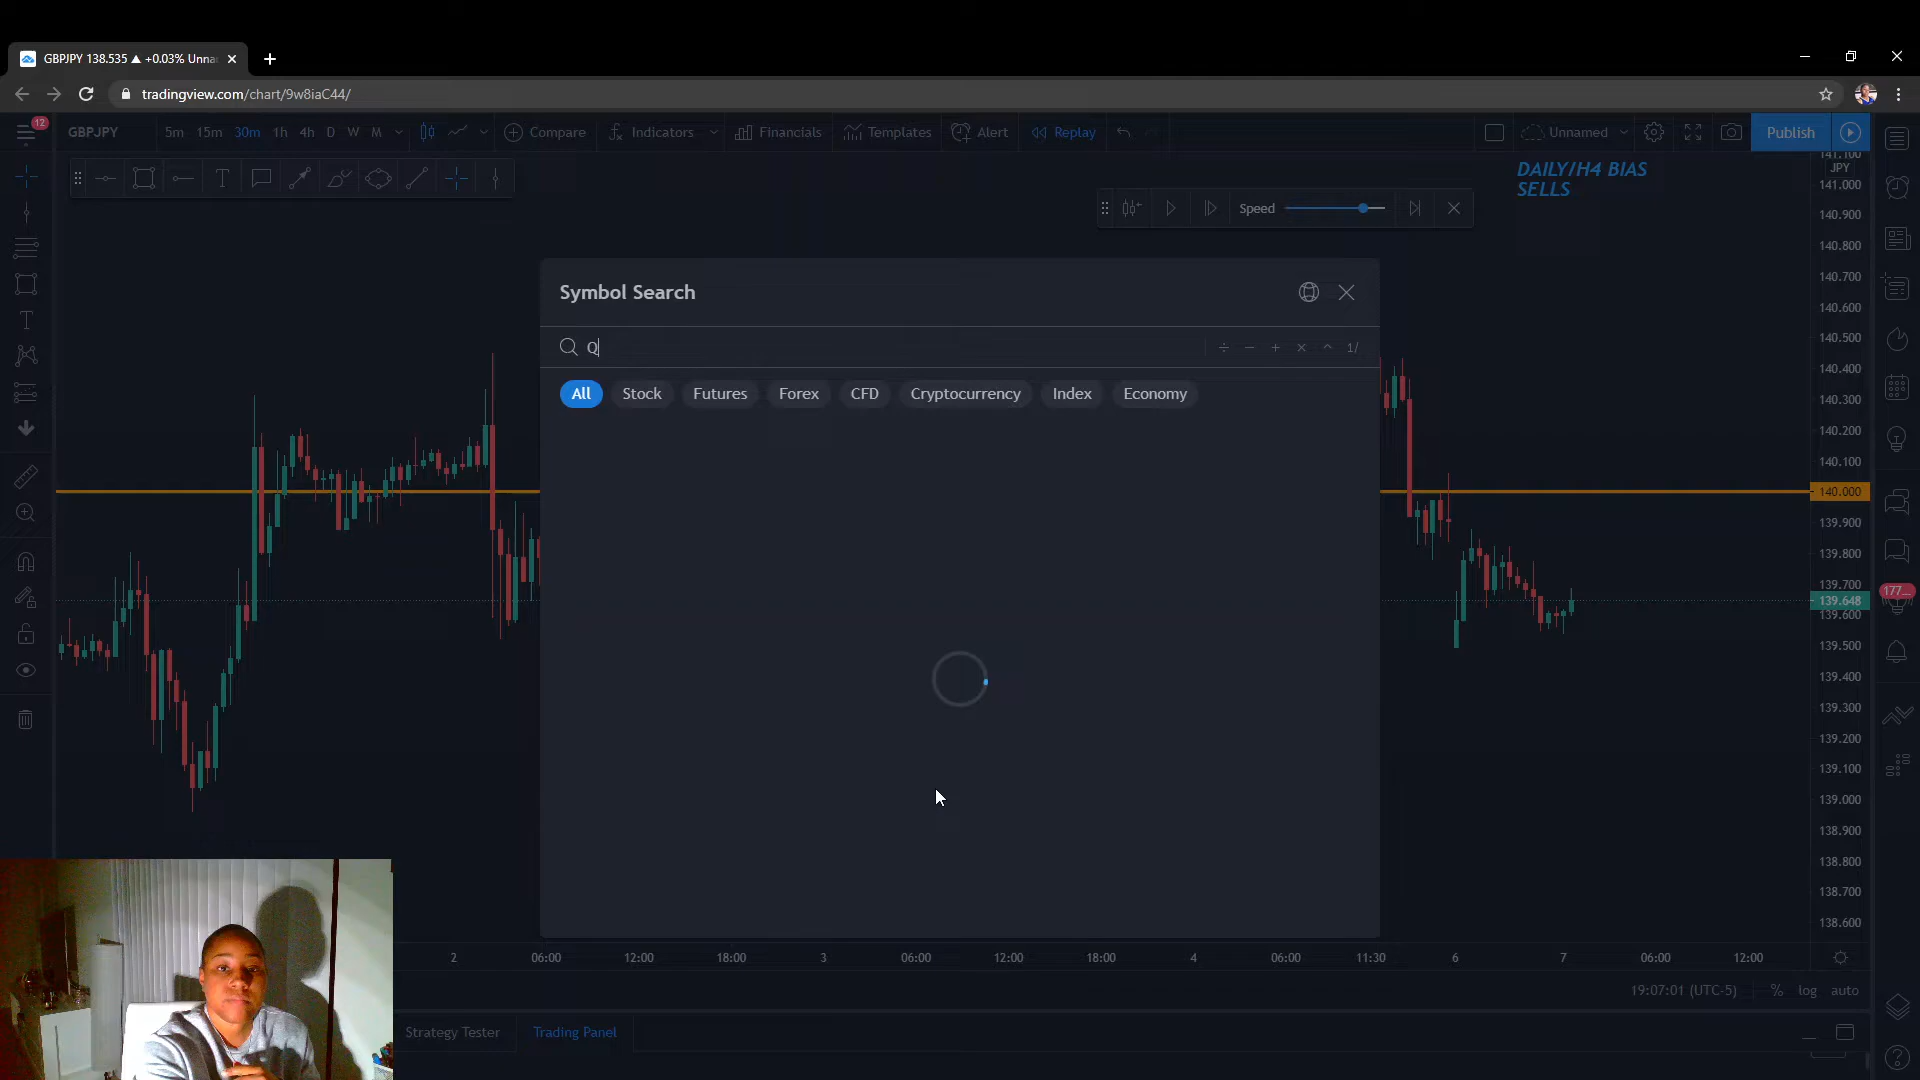 GBPJPY 138.535 ▲ +0.03% Unna
tradingview.com/chart/9w8iaC44/
12
GBPJPY 5m 15m 30m 1h 4h D W M Compare Indicators Financials Templates Alert Replay Unnamed Publish
DAILY/H4 BIAS
SELLS
Speed
Symbol Search
Q
÷ − + × ^ 1/
All Stock Futures Forex CFD Cryptocurrency Index Economy
141.100
JPY
141.000
140.900
140.800
140.700
140.600
140.500
140.400
140.300
140.200
140.100
140.000
139.900
139.800
139.700
139.648
139.600
139.500
139.400
139.300
139.200
139.100
139.000
138.900
138.800
138.700
138.600
177...
2 06:00 12:00 18:00 3 06:00 12:00 18:00 4 06:00 11:30 6 7 06:00 12:00
19:07:01 (UTC-5) % log auto
Strategy Tester Trading Panel